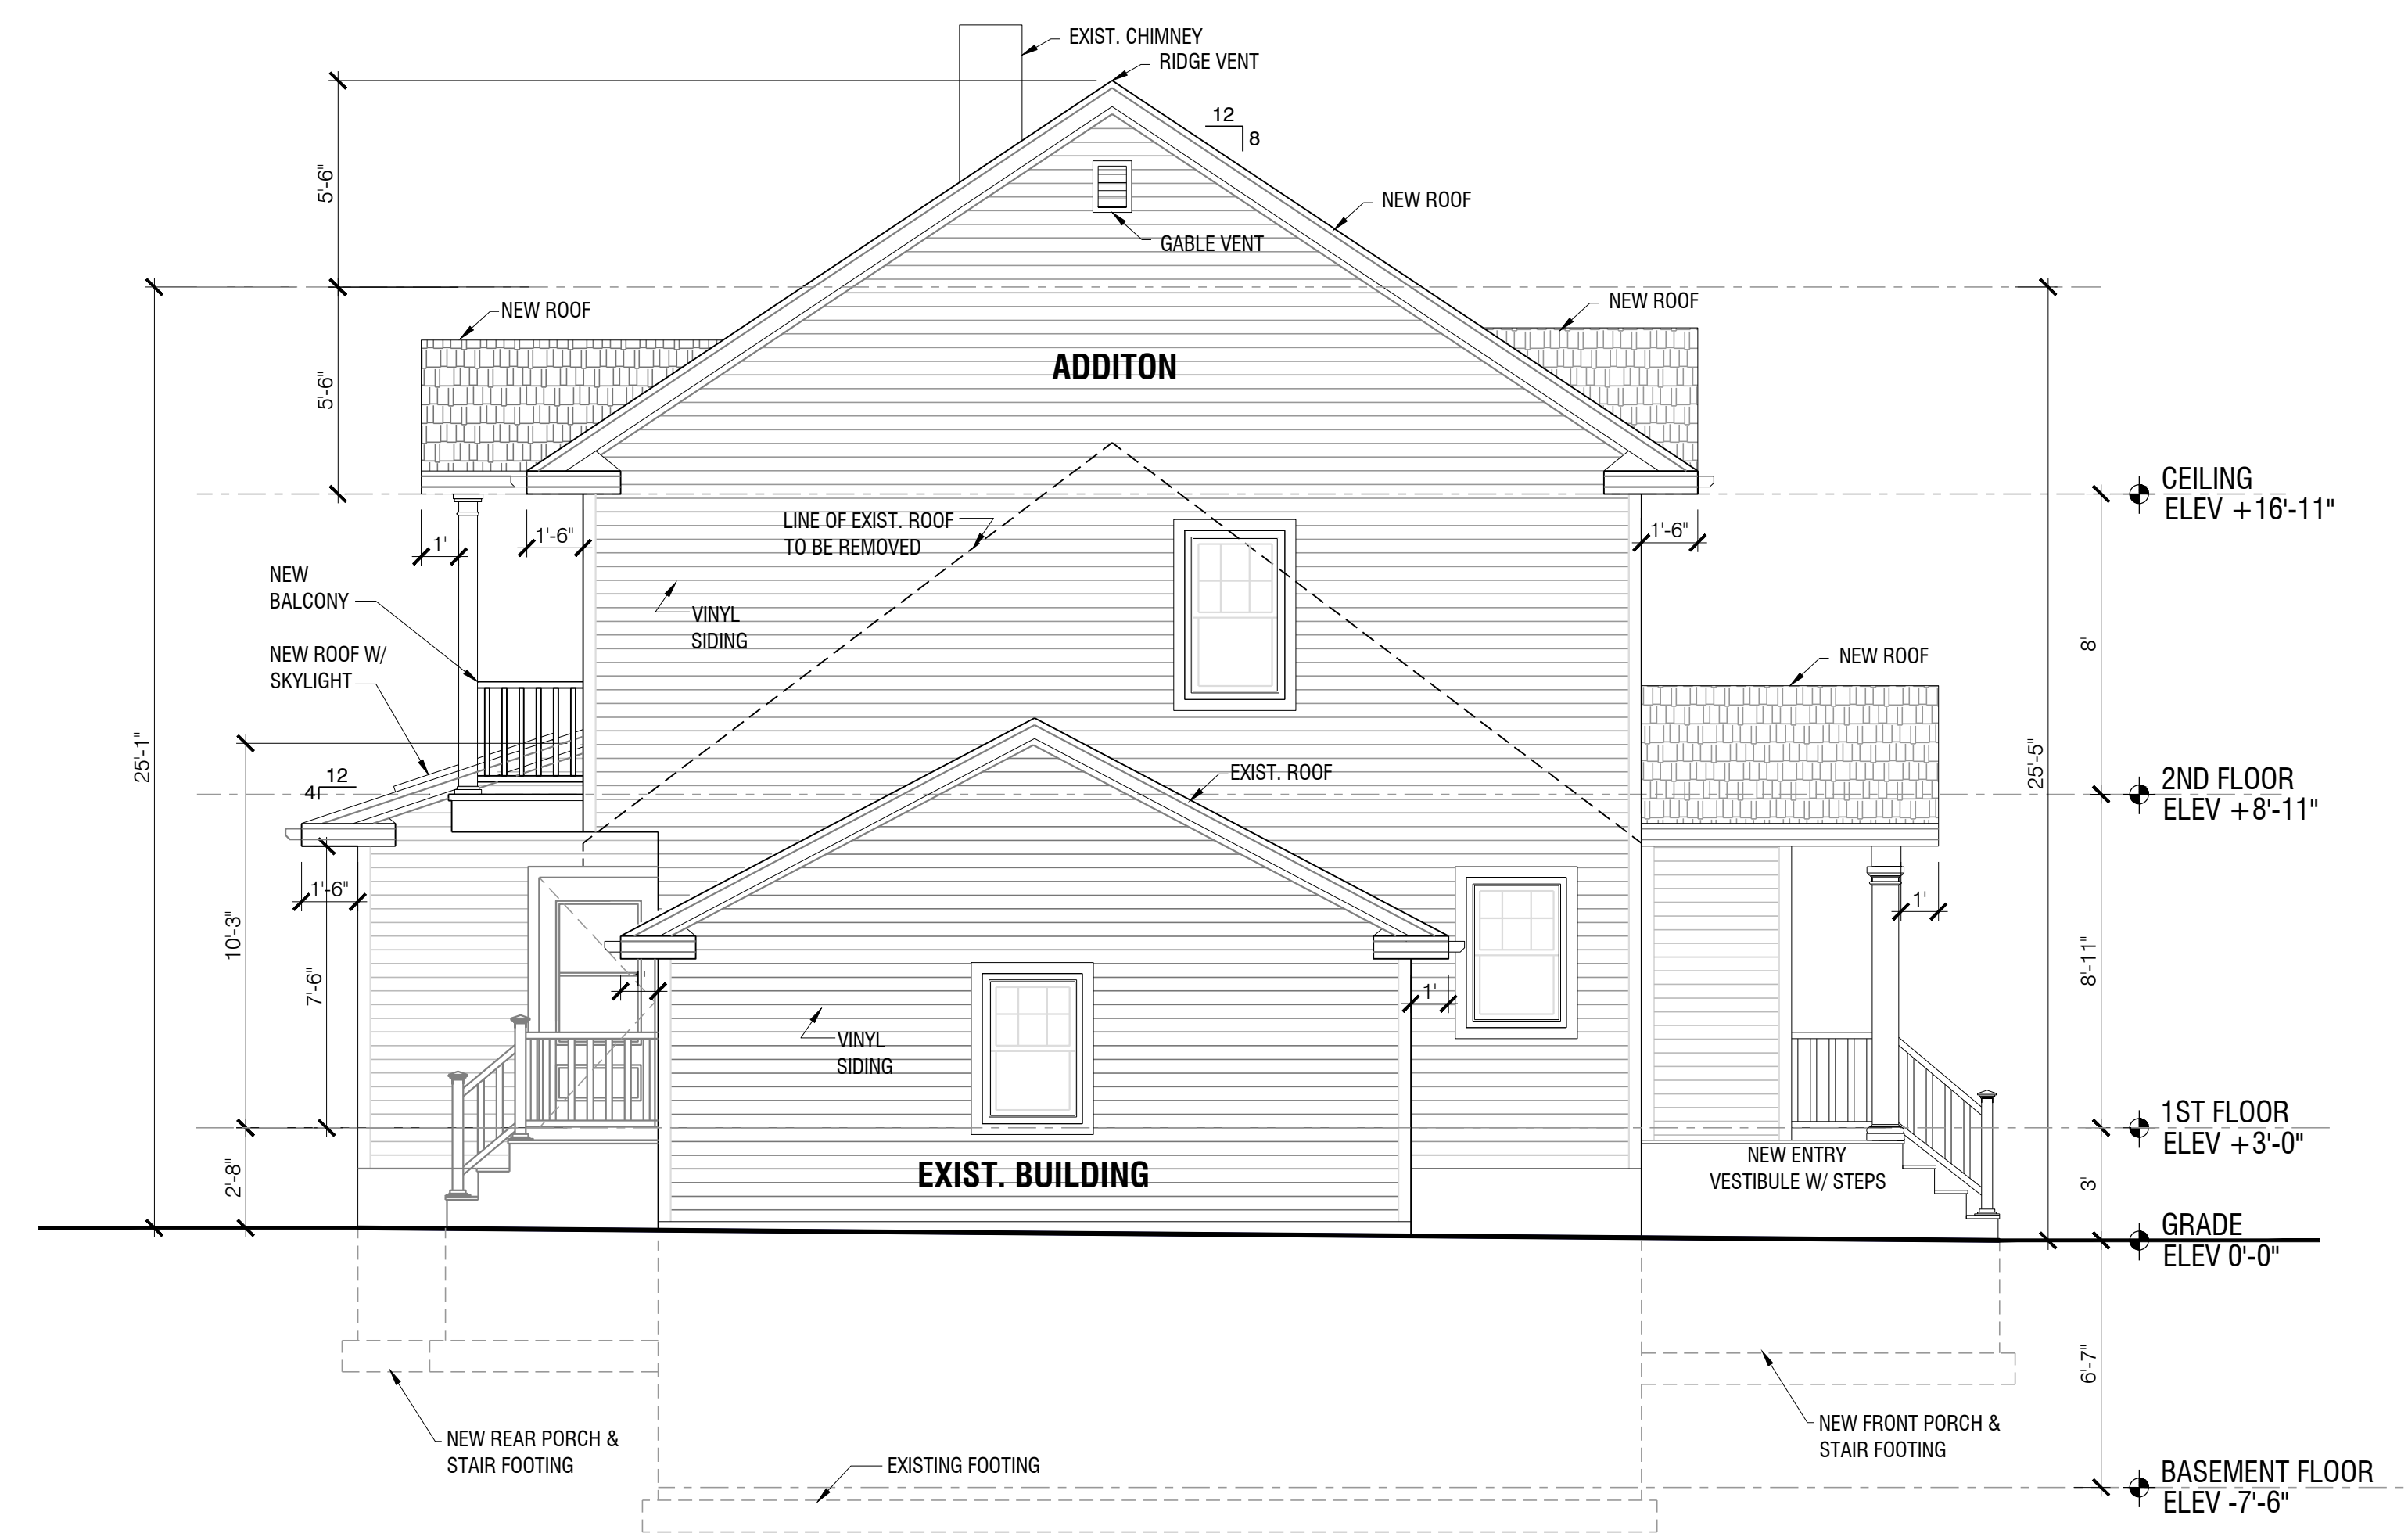 EXIST. CHIMNEY
RIDGE VENT
12
8
5'-6"
NEW ROOF
GABLE VENT
NEW ROOF
NEW ROOF
ADDITON
5'-6"
CEILING
ELEV +16'-11"
LINE OF EXIST. ROOF
TO BE REMOVED
1'
1'-6"
1'-6"
NEW
BALCONY
VINYL
SIDING
NEW ROOF W/
SKYLIGHT
NEW ROOF
8'
25'-1"
25'-5"
12
4
EXIST. ROOF
2ND FLOOR
ELEV +8'-11"
1'-6"
1'
10'-3"
7'-6"
1'
1'
8'-11"
VINYL
SIDING
1ST FLOOR
ELEV +3'-0"
2'-8"
EXIST. BUILDING
NEW ENTRY
VESTIBULE W/ STEPS
3'
GRADE
ELEV 0'-0"
6'-7"
NEW REAR PORCH &
STAIR FOOTING
NEW FRONT PORCH &
STAIR FOOTING
EXISTING FOOTING
BASEMENT FLOOR
ELEV -7'-6"